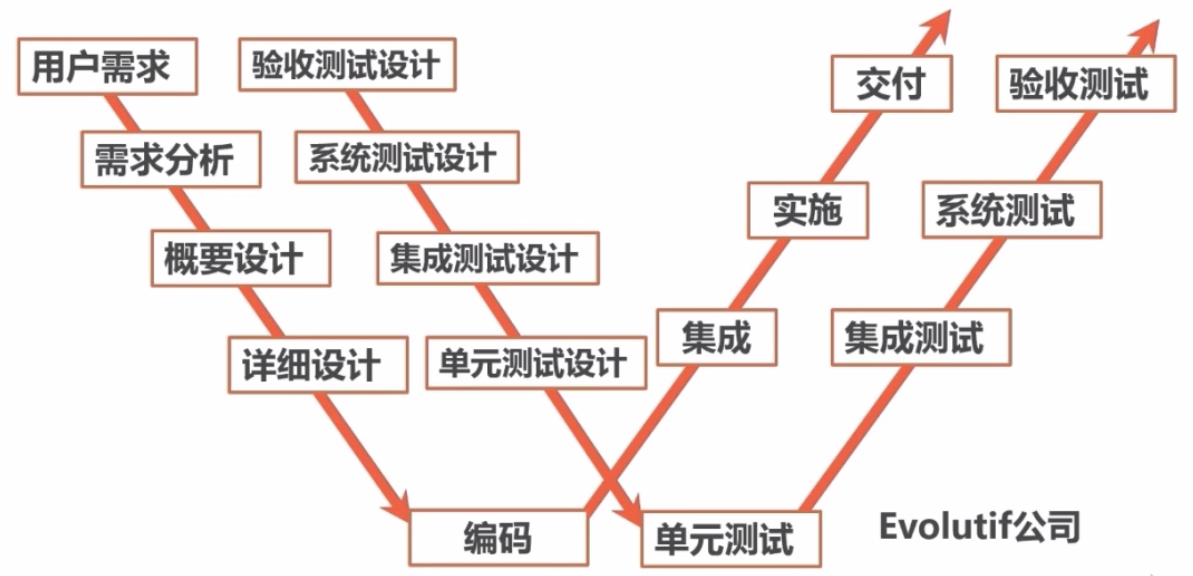 用户需求
验收测试设计
交付
验收测试
需求分析
系统测试设计
实施
系统测试
概要设计
集成测试设计
集成
集成测试
详细设计
单元测试设计
编码
单元测试
Evolutif公司